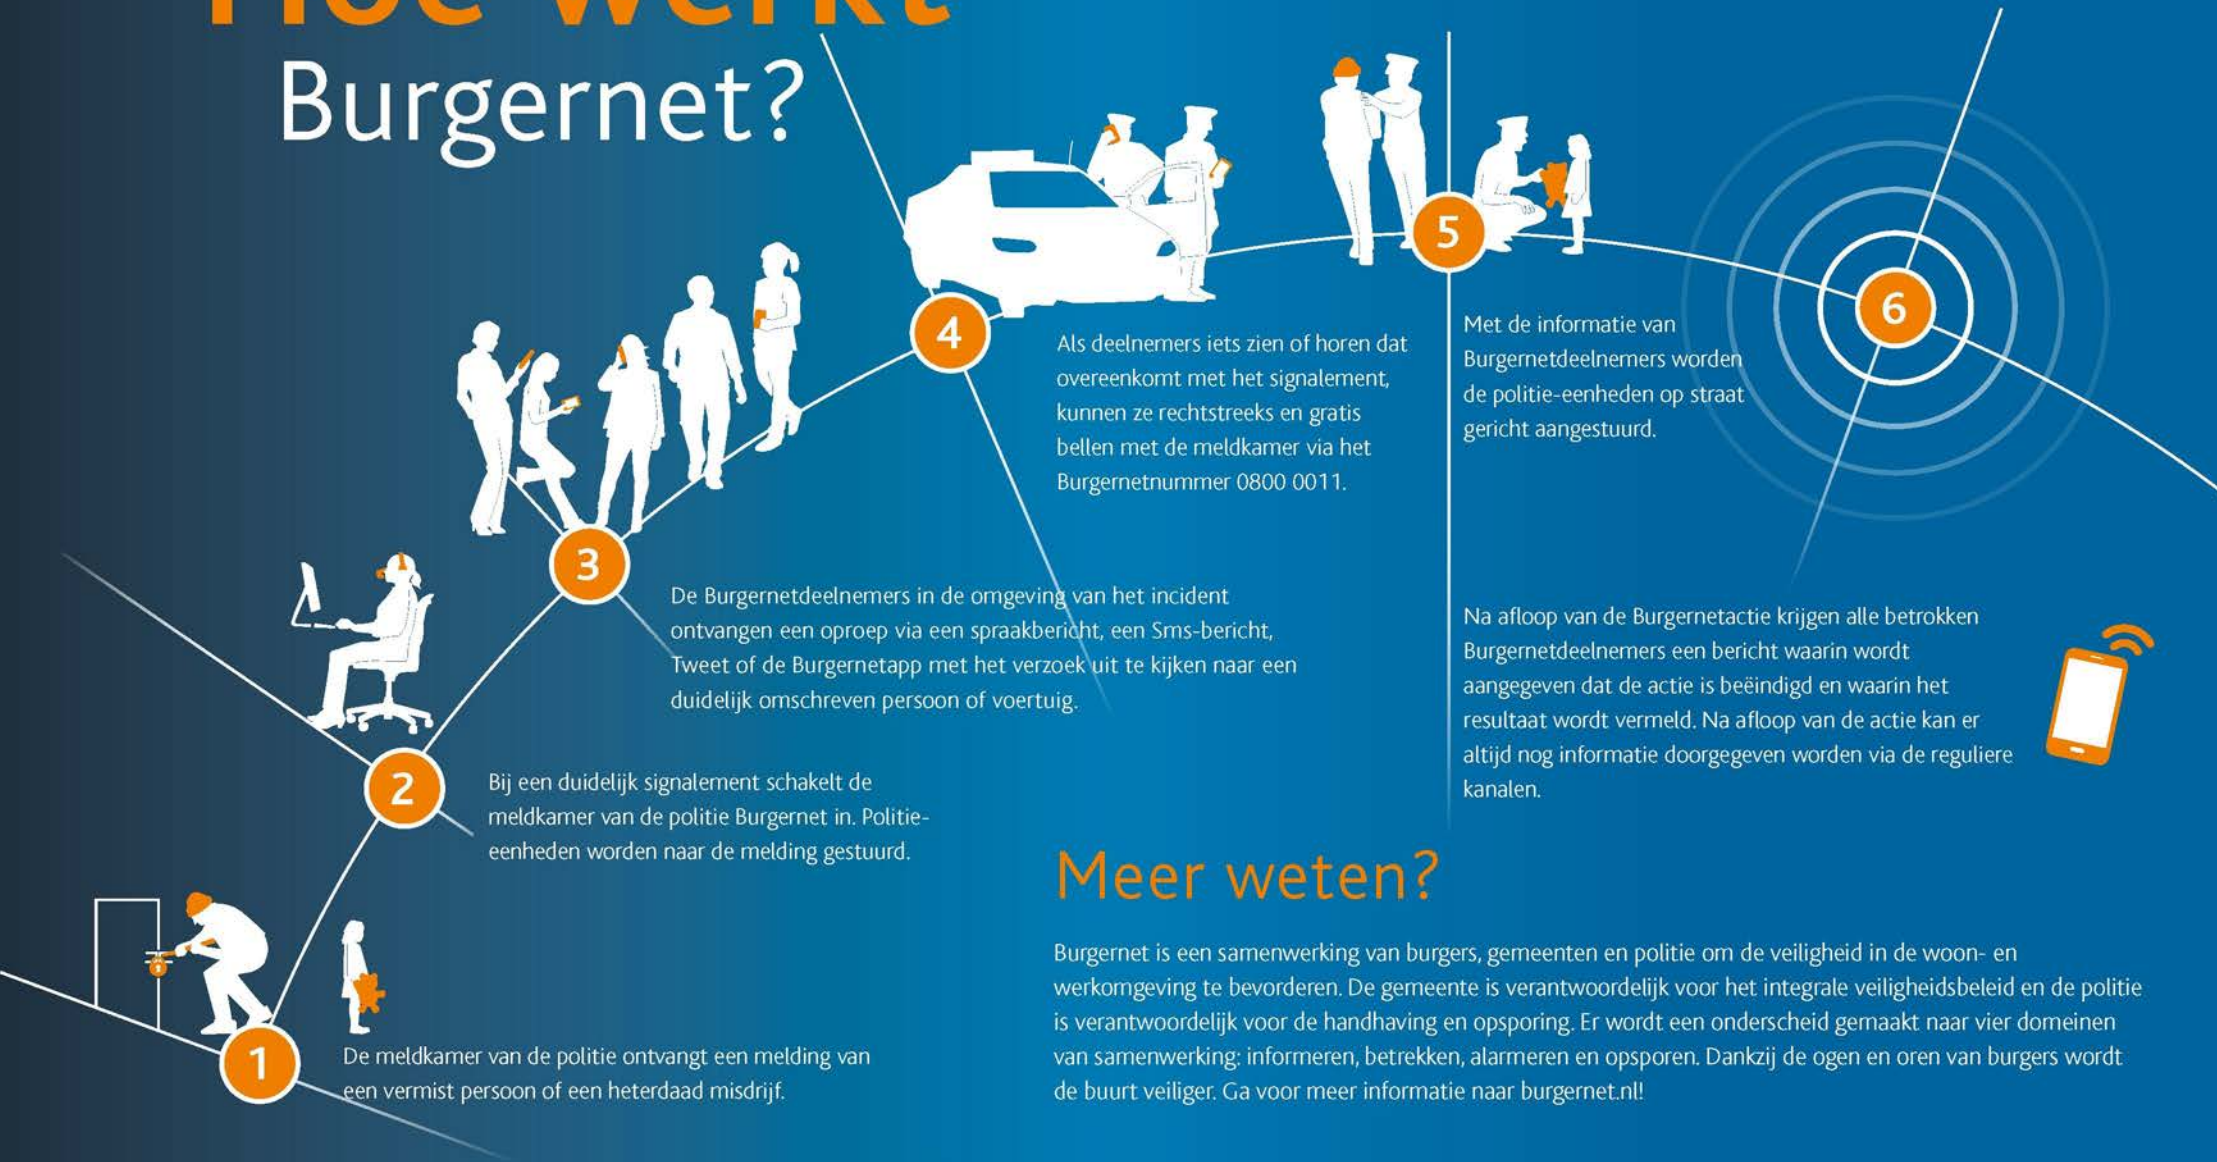 Hoe werkt
Burgernet?
1
De meldkamer van de politie ontvangt een melding van
een vermist persoon of een heterdaad misdrijf.
2
Bij een duidelijk signalement schakelt de
meldkamer van de politie Burgernet in. Politie-
eenheden worden naar de melding gestuurd.
3
De Burgernetdeelnemers in de omgeving van het incident
ontvangen een oproep via een spraakbericht, een Sms-bericht,
Tweet of de Burgernetapp met het verzoek uit te kijken naar een
duidelijk omschreven persoon of voertuig.
4
Als deelnemers iets zien of horen dat
overeenkomt met het signalement,
kunnen ze rechtstreeks en gratis
bellen met de meldkamer via het
Burgernetnummer 0800 0011.
5
Met de informatie van
Burgernetdeelnemers worden
de politie-eenheden op straat
gericht aangestuurd.
6
Na afloop van de Burgernetactie krijgen alle betrokken
Burgernetdeelnemers een bericht waarin wordt
aangegeven dat de actie is beëindigd en waarin het
resultaat wordt vermeld. Na afloop van de actie kan er
altijd nog informatie doorgegeven worden via de reguliere
kanalen.
Meer weten?
Burgernet is een samenwerking van burgers, gemeenten en politie om de veiligheid in de woon- en
werkomgeving te bevorderen. De gemeente is verantwoordelijk voor het integrale veiligheidsbeleid en de politie
is verantwoordelijk voor de handhaving en opsporing. Er wordt een onderscheid gemaakt naar vier domeinen
van samenwerking: informeren, betrekken, alarmeren en opsporen. Dankzij de ogen en oren van burgers wordt
de buurt veiliger. Ga voor meer informatie naar burgernet.nl!